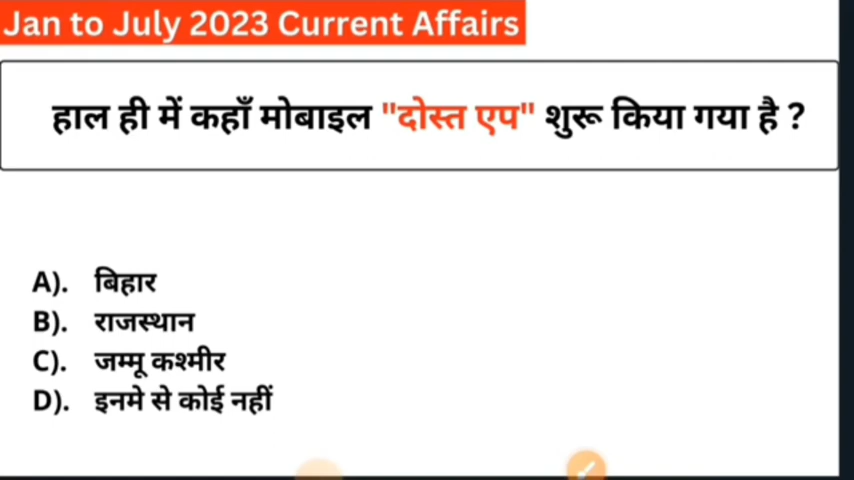 Jan to July 2023 Current Affairs
हाल ही में कहाँ मोबाइल "दोस्त एप" शुरू किया गया है ?
A). बिहार
B). राजस्थान
C). जम्मू कश्मीर
D). इनमे से कोई नहीं